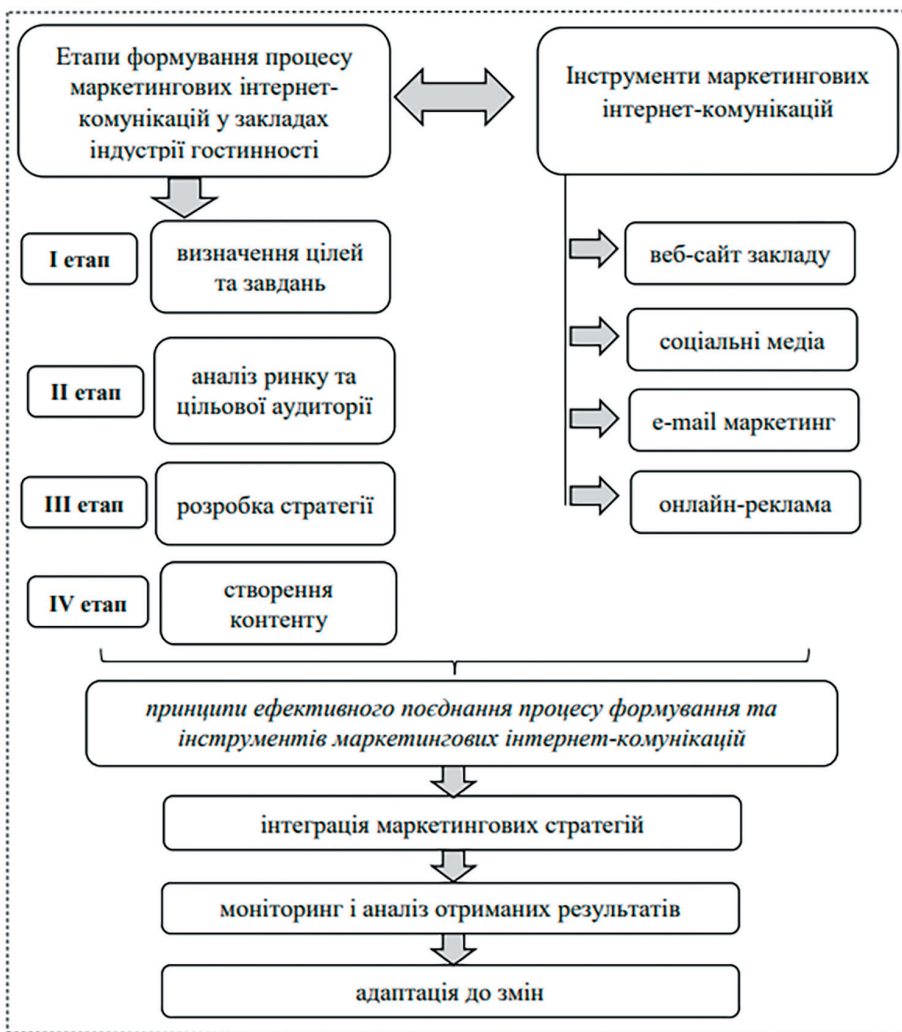 Етапи формування процесу
маркетингових інтернет-
комунікацій у закладах
індустрії гостинності
Інструменти маркетингових
інтернет-комунікацій
I етап
визначення цілей
та завдань
II етап
аналіз ринку та
цільової аудиторії
III етап
розробка стратегії
IV етап
створення
контенту
веб-сайт закладу
соціальні медіа
e-mail маркетинг
онлайн-реклама
принципи ефективного поєднання процесу формування та
інструментів маркетингових інтернет-комунікацій
інтеграція маркетингових стратегій
моніторинг і аналіз отриманих результатів
адаптація до змін